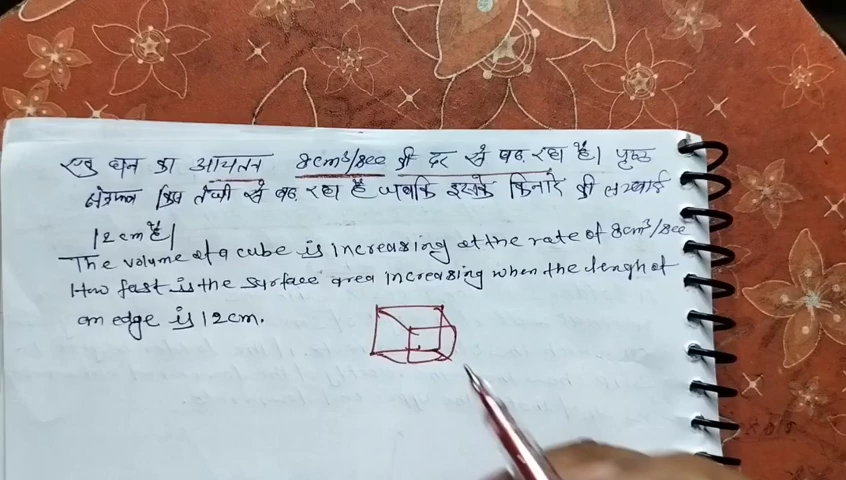 एक घन का आयतन 8cm³/sec की दर से बढ़ रहा है। पृष्ठ
क्षेत्रफल किस तेजी से बढ़ रहा है जबकि इसके किनारे की लम्बाई
12cm है।
The volume of a cube is increasing at the rate of 8cm³/sec
How fast is the surface area increasing when the lengh of
an edge is 12cm.